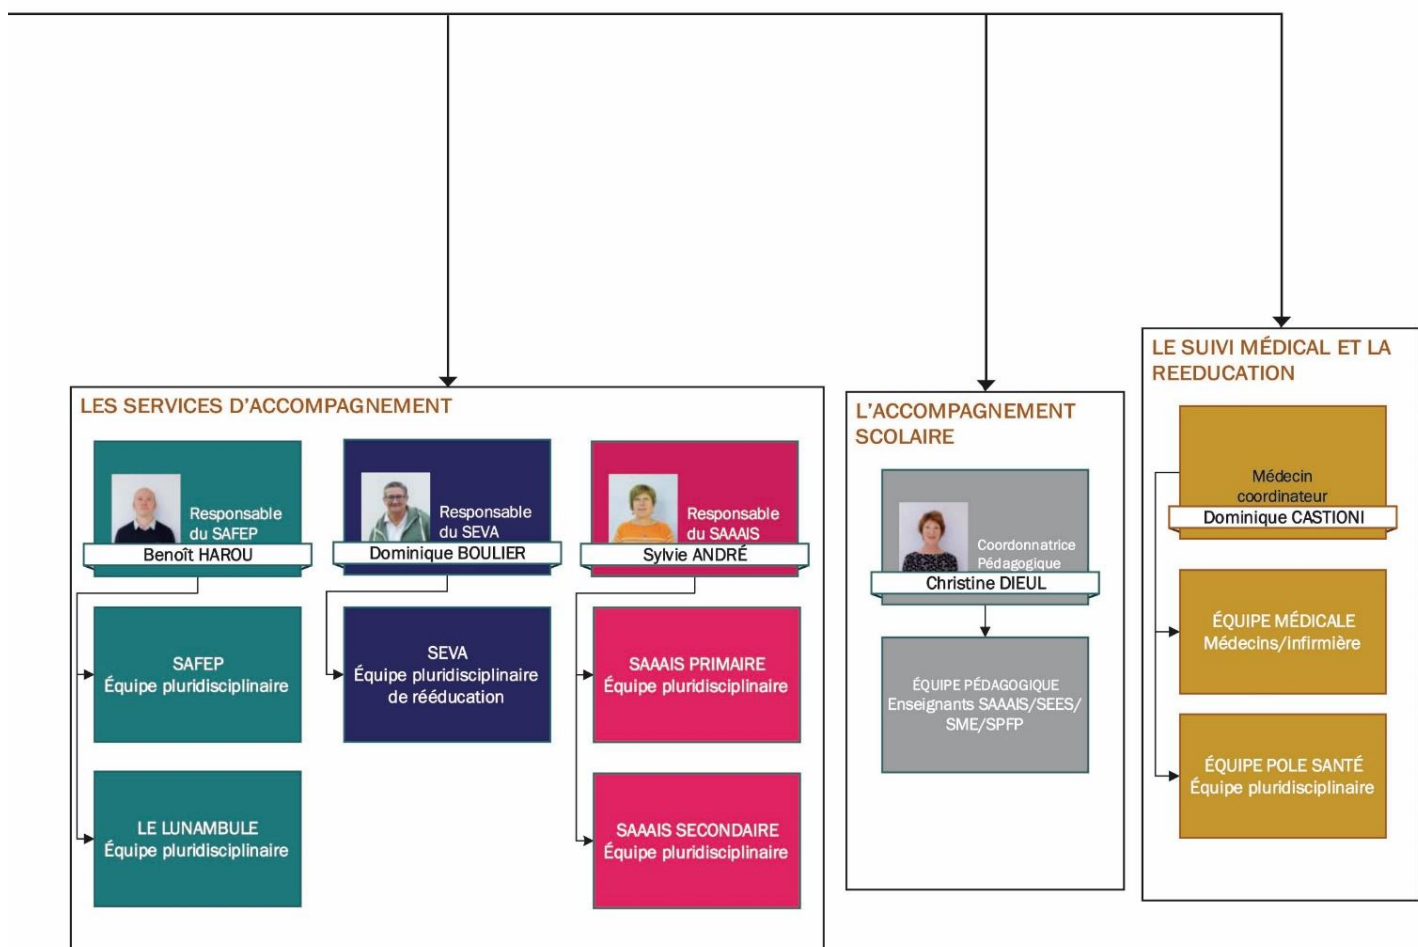 LES SERVICES D'ACCOMPAGNEMENT
Responsable
du SAFEP
Benoît HAROU
SAFEP
Équipe pluridisciplinaire
LE LUNAMBULE
Équipe pluridisciplinaire
Responsable
du SEVA
Dominique BOULIER
SEVA
Équipe pluridisciplinaire
de rééducation
Responsable
du SAAAIS
Sylvie ANDRÉ
SAAAIS PRIMAIRE
Équipe pluridisciplinaire
SAAAIS SECONDAIRE
Équipe pluridisciplinaire
L'ACCOMPAGNEMENT
SCOLAIRE
Coordonnatrice
Pédagogique
Christine DIEUL
ÉQUIPE PÉDAGOGIQUE
Enseignants SAAAIS/SEES/
SME/SPFP
LE SUIVI MÉDICAL ET LA
REEDUCATION
Médecin
coordinateur
Dominique CASTIONI
ÉQUIPE MÉDICALE
Médecins/infirmière
ÉQUIPE POLE SANTÉ
Équipe pluridisciplinaire